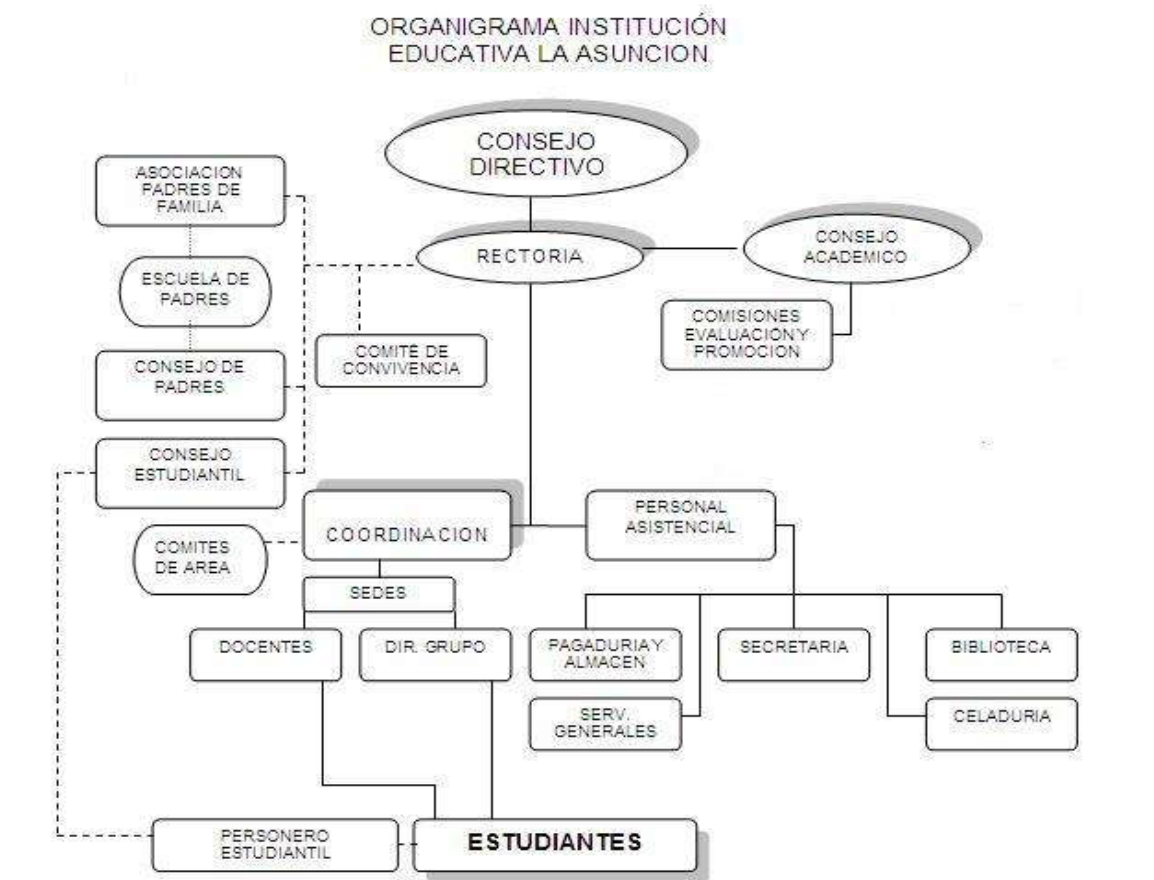 ORGANIGRAMA INSTITUCIÓN
EDUCATIVA LA ASUNCION
CONSEJO
DIRECTIVO
ASOCIACION
PADRES DE
FAMILIA
RECTORIA
CONSEJO
ACADEMICO
ESCUELA DE
PADRES
COMISIONES
EVALUACION Y
PROMOCION
COMITÉ DE
CONVIVENCIA
CONSEJO DE
PADRES
CONSEJO
ESTUDIANTIL
COORDINACION
PERSONAL
ASISTENCIAL
COMITES
DE AREA
SEDES
DOCENTES
DIR. GRUPO
PAGADURIA Y
ALMACEN
SECRETARIA
BIBLIOTECA
SERV.
GENERALES
CELADURIA
PERSONERO
ESTUDIANTIL
ESTUDIANTES